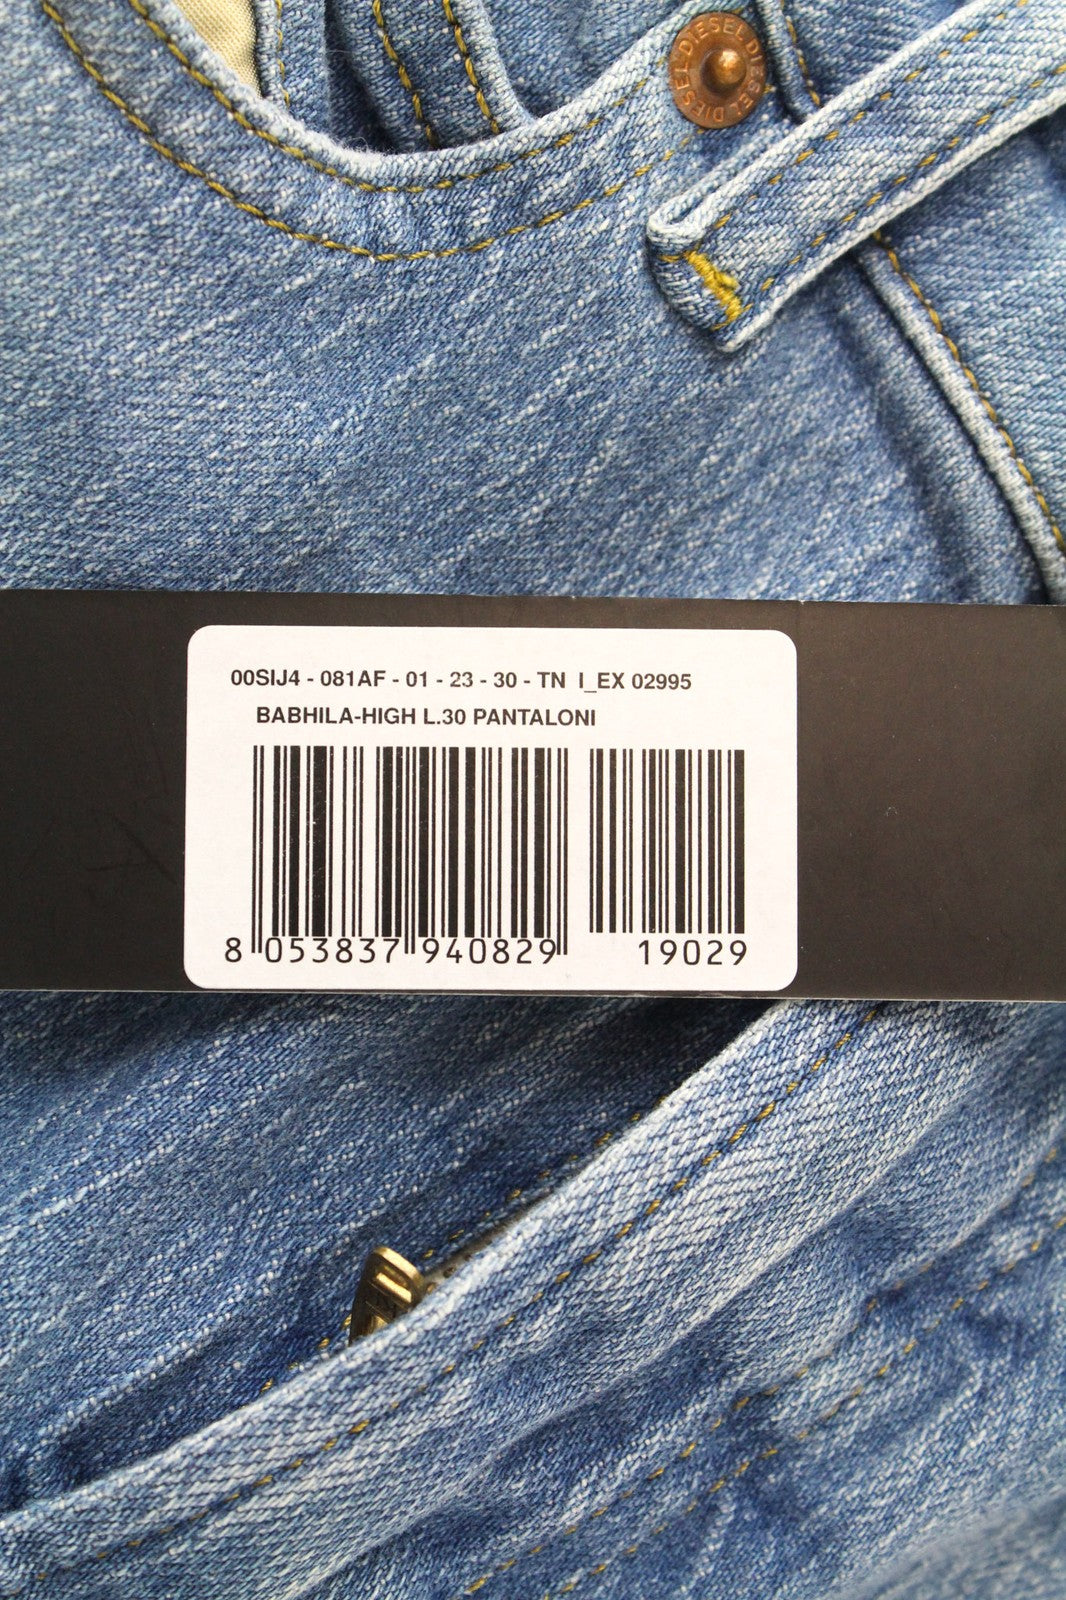 DIESEL DIESEL DIESEL
00SIJ4 - 081AF - 01 - 23 - 30 - TN I_EX 02995
BABHILA-HIGH L.30 PANTALONI
8 053837 940829 19029